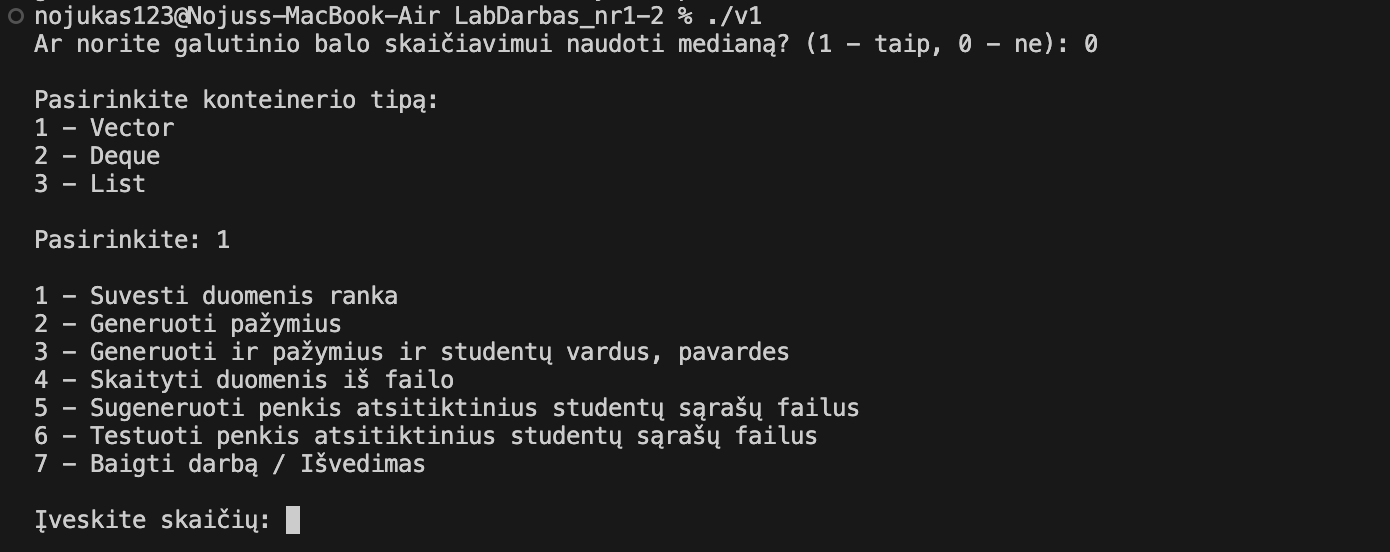 nojukas123@Nojuss-MacBook-Air LabDarbas_nr1-2 % ./v1
Ar norite galutinio balo skaičiavimui naudoti medianą? (1 - taip, 0 - ne): 0
Pasirinkite konteinerio tipą:
1 - Vector
2 - Deque
3 - List
Pasirinkite: 1
1 - Suvesti duomenis ranka
2 - Generuoti pažymius
3 - Generuoti ir pažymius ir studentų vardus, pavardes
4 - Skaityti duomenis iš failo
5 - Sugeneruoti penkis atsitiktinius studentų sąrašų failus
6 - Testuoti penkis atsitiktinius studentų sąrašų failus
7 - Baigti darbą / Išvedimas
Įveskite skaičių: